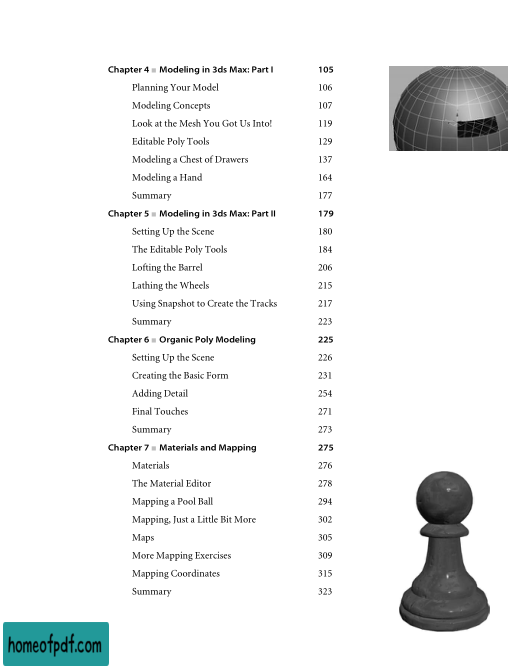 Chapter 4 ■ Modeling in 3ds Max: Part I 105
Planning Your Model 106
Modeling Concepts 107
Look at the Mesh You Got Us Into! 119
Editable Poly Tools 129
Modeling a Chest of Drawers 137
Modeling a Hand 164
Summary 177
Chapter 5 ■ Modeling in 3ds Max: Part II 179
Setting Up the Scene 180
The Editable Poly Tools 184
Lofting the Barrel 206
Lathing the Wheels 215
Using Snapshot to Create the Tracks 217
Summary 223
Chapter 6 ■ Organic Poly Modeling 225
Setting Up the Scene 226
Creating the Basic Form 231
Adding Detail 254
Final Touches 271
Summary 273
Chapter 7 ■ Materials and Mapping 275
Materials 276
The Material Editor 278
Mapping a Pool Ball 294
Mapping, Just a Little Bit More 302
Maps 305
More Mapping Exercises 309
Mapping Coordinates 315
Summary 323
homeofpdf.com